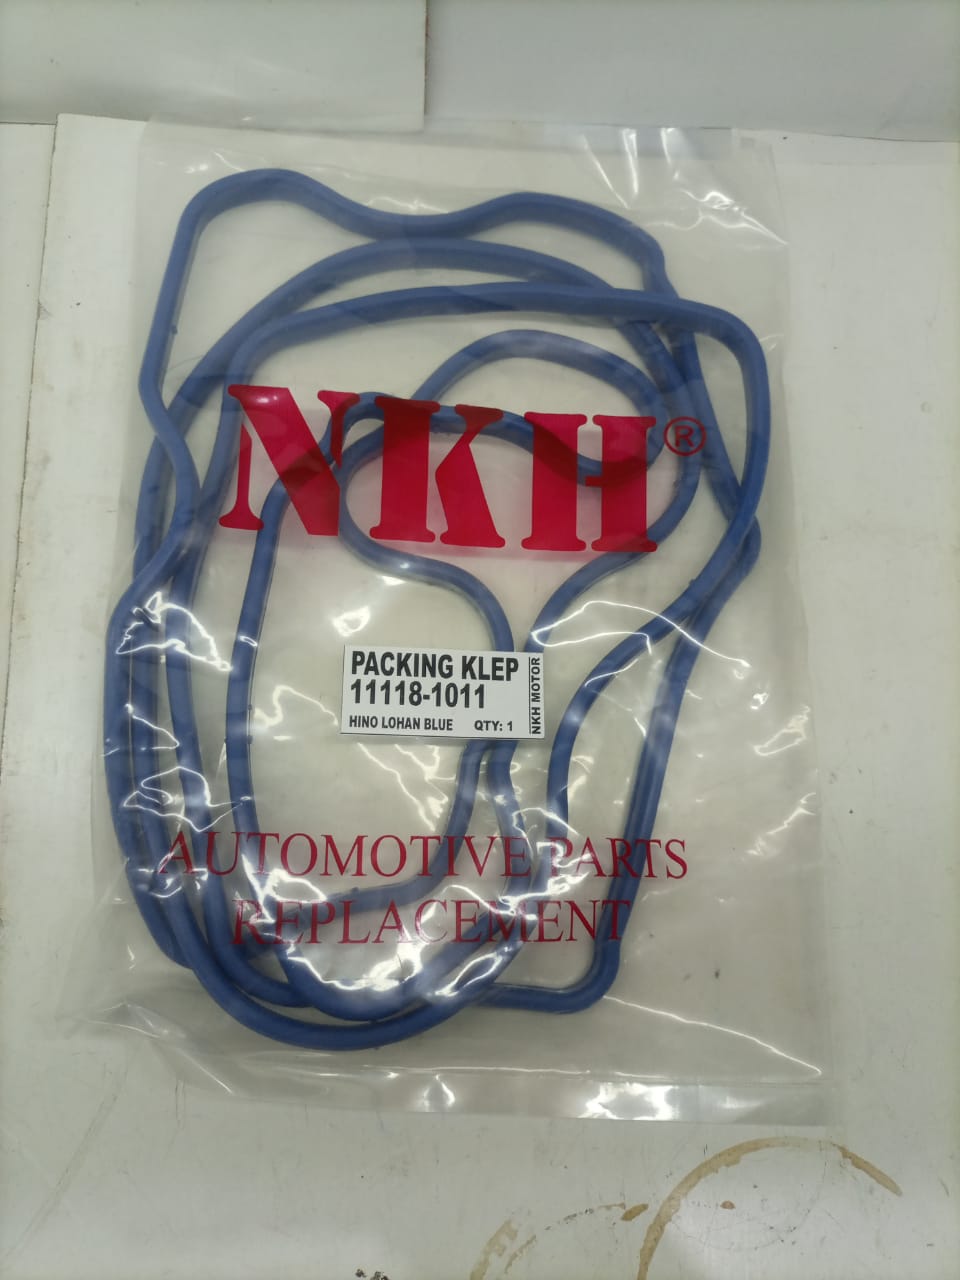 NKH®
PACKING KLEP
11118-1011
HINO LOHAN BLUE QTY: 1
NKH MOTOR
AUTOMOTIVE PARTS
REPLACEMENT